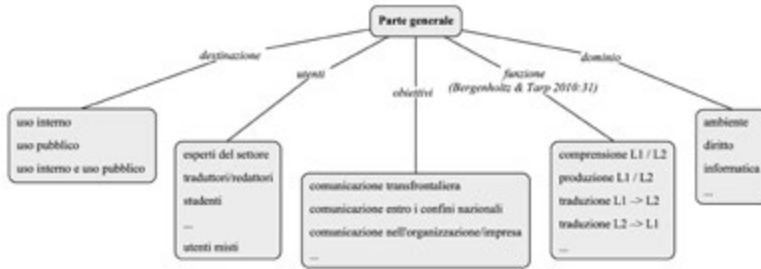 Parte generale
destinazione
utenti
obiettivi
funzione
(Bergenholtz & Tarp 2010:31)
dominio
uso interno
uso pubblico
uso interno e uso pubblico
esperti del settore
traduttori/redattori
studenti
...
utenti misti
comunicazione transfrontaliera
comunicazione entro i confini nazionali
comunicazione nell'organizzazione/impresa
...
comprensione L1 / L2
produzione L1 / L2
traduzione L1 –> L2
traduzione L2 –> L1
...
ambiente
diritto
informatica
...